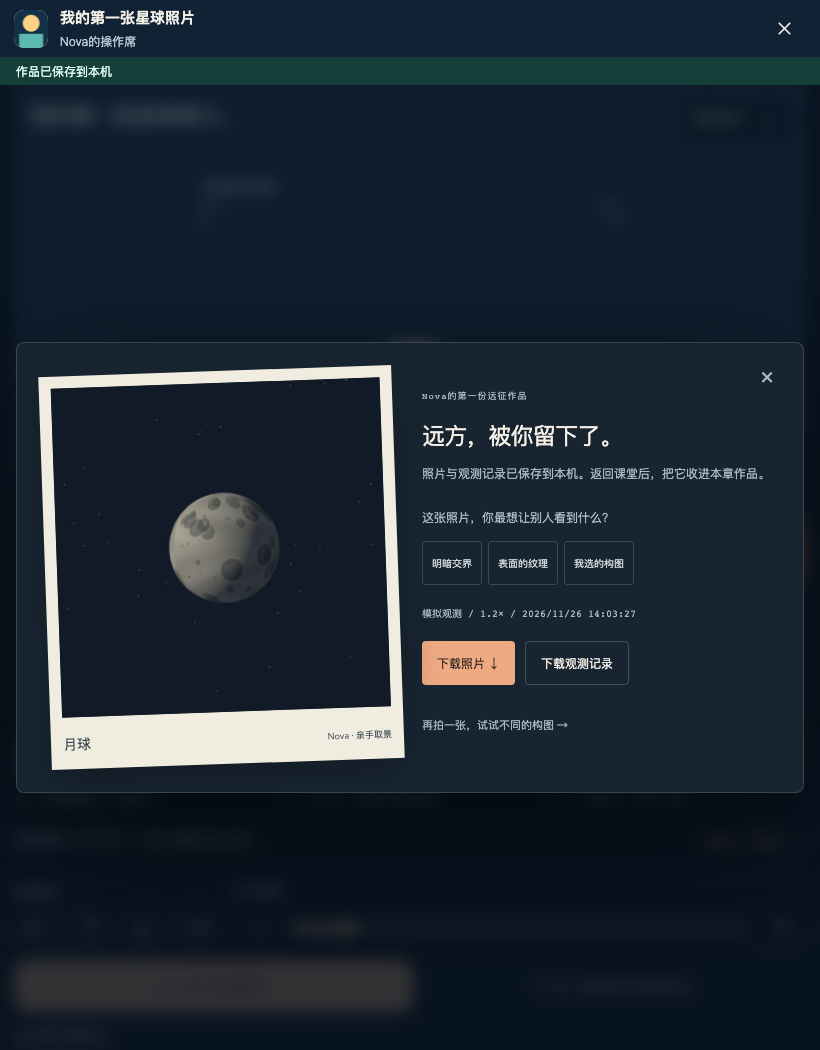 我的第一张星球照片
Nova的操作席
作品已保存到本机
Nova的第一份远征作品
远方，被你留下了。
照片与观测记录已保存到本机。返回课堂后，把它收进本章作品。
这张照片，你最想让别人看到什么？
明暗交界
表面的纹理
我选的构图
模拟观测 / 1.2× / 2026/11/26 14:03:27
下载照片 ↓
下载观测记录
再拍一张，试试不同的构图 →
月球
Nova · 亲手取景